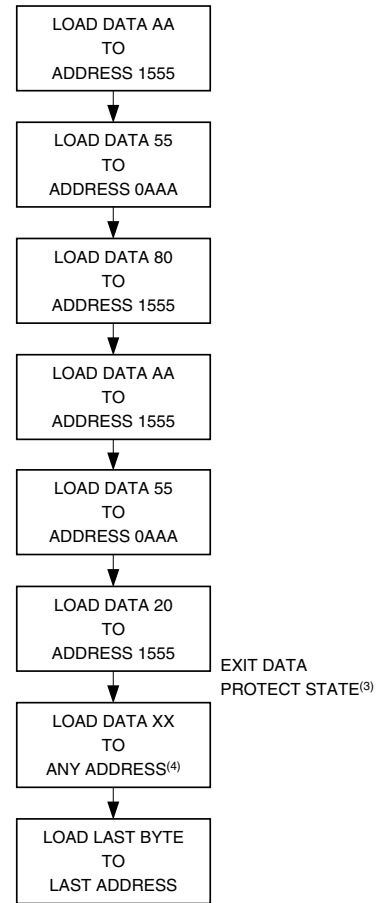 LOAD DATA AA
TO
ADDRESS 1555
LOAD DATA 55
TO
ADDRESS 0AAA
LOAD DATA 80
TO
ADDRESS 1555
LOAD DATA AA
TO
ADDRESS 1555
LOAD DATA 55
TO
ADDRESS 0AAA
LOAD DATA 20
TO
ADDRESS 1555
EXIT DATA
PROTECT STATE(3)
LOAD DATA XX
TO
ANY ADDRESS(4)
LOAD LAST BYTE
TO
LAST ADDRESS